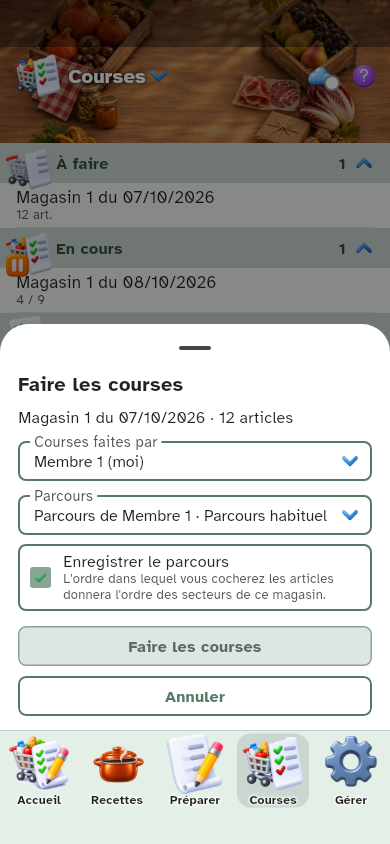 Courses
?
À faire
1
Magasin 1 du 07/10/2026
12 art.
En cours
1
Magasin 1 du 08/10/2026
4 / 9
Faire les courses
Magasin 1 du 07/10/2026 · 12 articles
Courses faites par
Membre 1 (moi)
Parcours
Parcours de Membre 1 · Parcours habituel
Enregistrer le parcours
L'ordre dans lequel vous cocherez les articles
donnera l'ordre des secteurs de ce magasin.
Faire les courses
Annuler
Accueil
Recettes
Préparer
Courses
Gérer